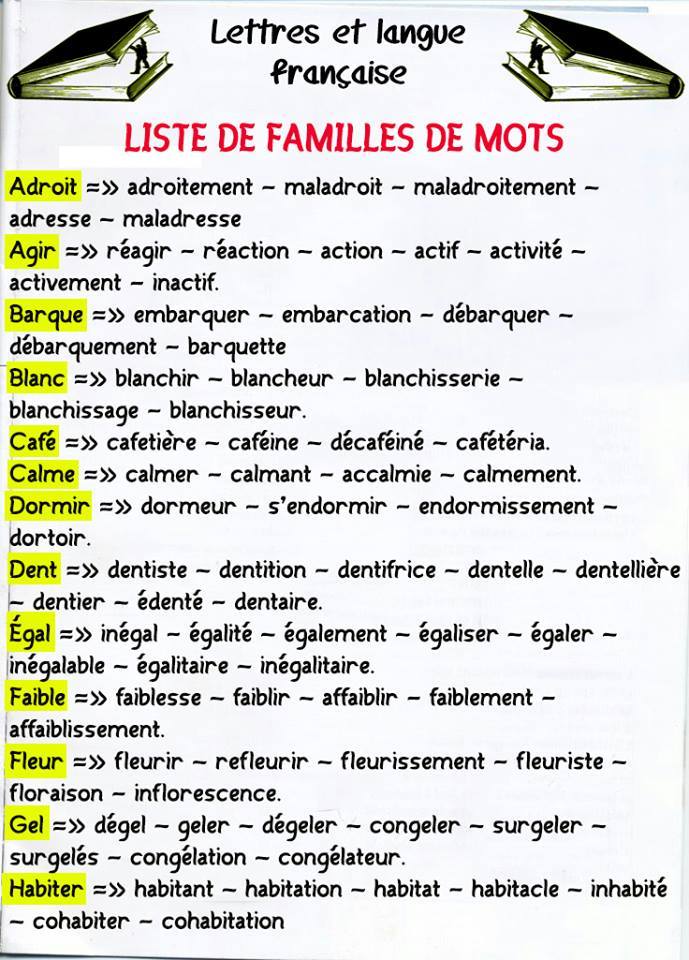 Lettres et langue
française
LISTE DE FAMILLES DE MOTS
Adroit =>> adroitement – maladroit – maladroitement –
adresse – maladresse
Agir =>> réagir – réaction – action – actif – activité –
activement – inactif.
Barque =>> embarquer – embarcation – débarquer –
débarquement – barquette
Blanc =>> blanchir – blancheur – blanchisserie –
blanchissage – blanchisseur.
Café =>> cafetière – caféine – décaféiné – cafétéria.
Calme =>> calmer – calmant – accalmie – calmement.
Dormir =>> dormeur – s'endormir – endormissement –
dortoir.
Dent =>> dentiste – dentition – dentifrice – dentelle – dentellière
– dentier – édenté – dentaire.
Égal =>> inégal – égalité – également – égaliser – égaler –
inégalable – égalitaire – inégalitaire.
Faible =>> faiblesse – faiblir – affaiblir – faiblement –
affaiblissement.
Fleur =>> fleurir – refleurir – fleurissement – fleuriste –
floraison – inflorescence.
Gel =>> dégel – geler – dégeler – congeler – surgeler –
surgelés – congélation – congélateur.
Habiter =>> habitant – habitation – habitat – habitacle – inhabité
– cohabiter – cohabitation